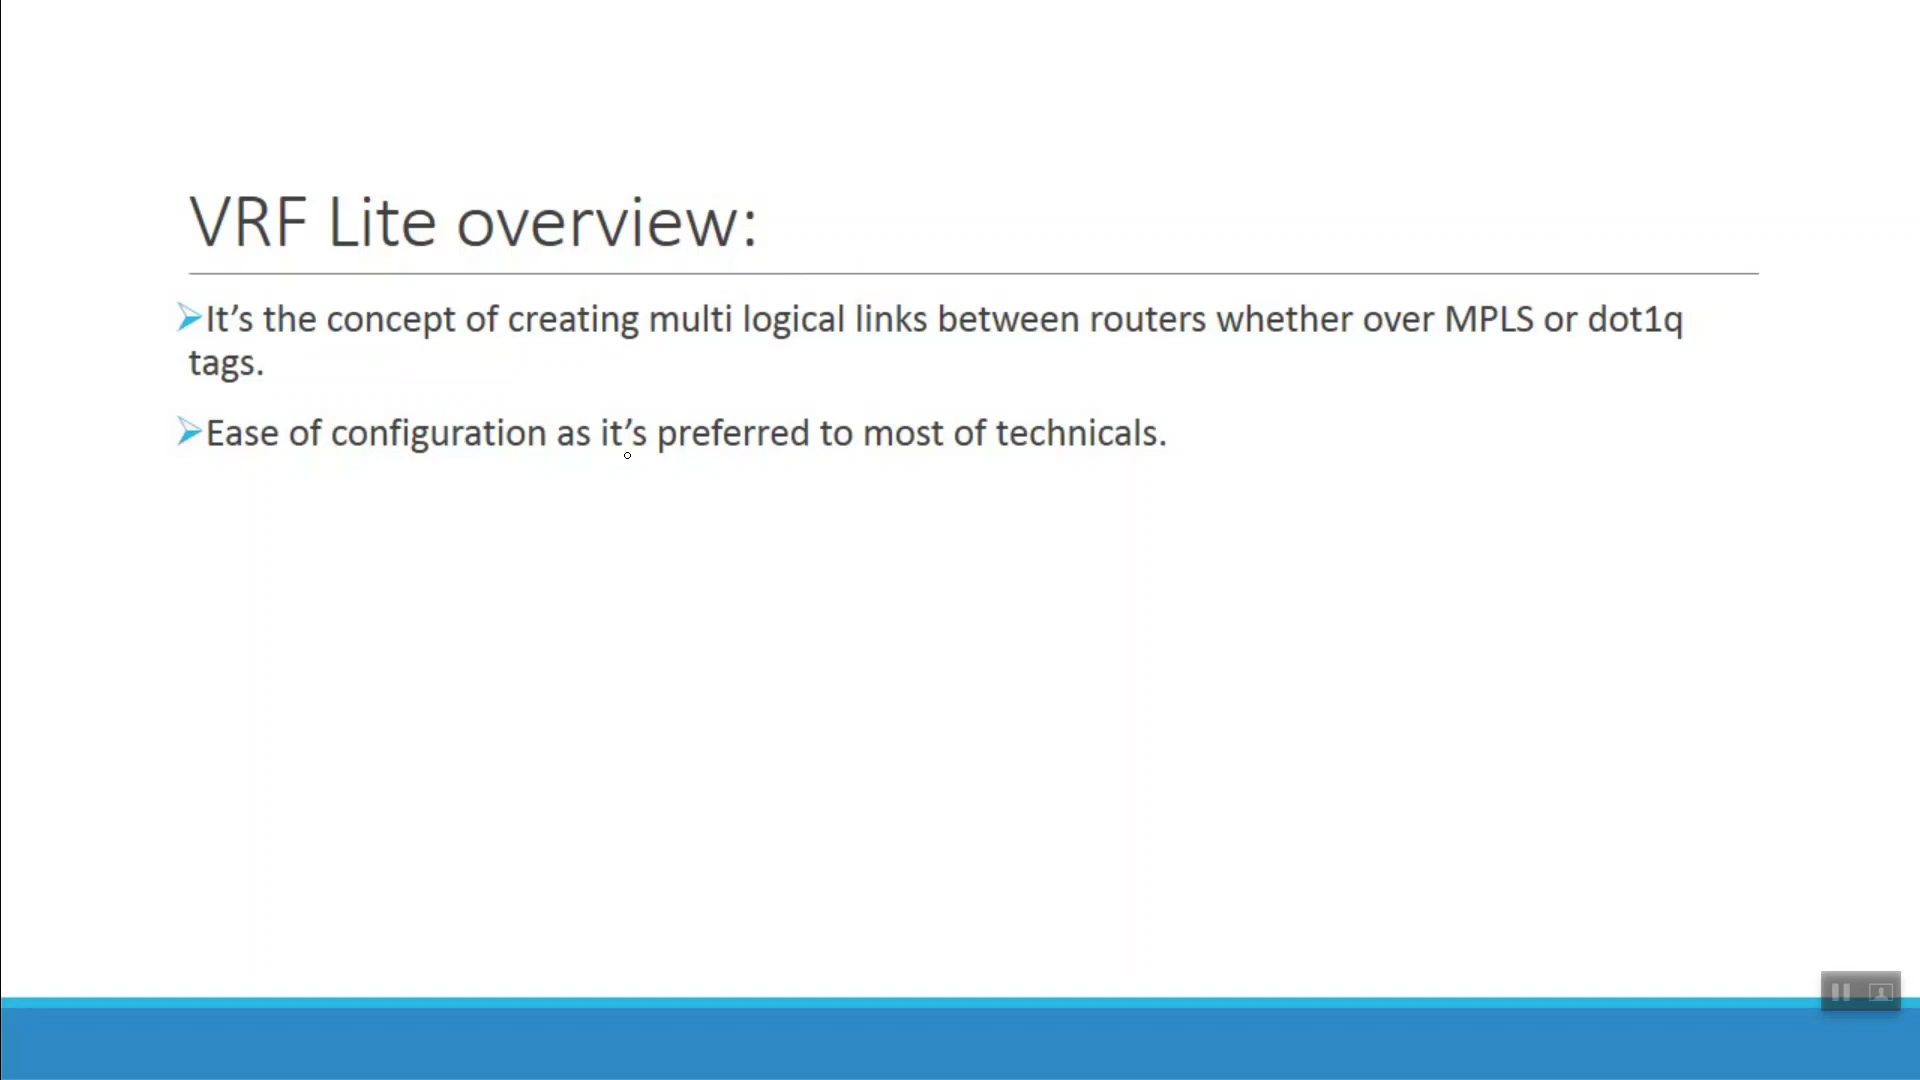 VRF Lite overview:
It’s the concept of creating multi logical links between routers whether over MPLS or dot1q
tags.
Ease of configuration as it’s preferred to most of technicals.